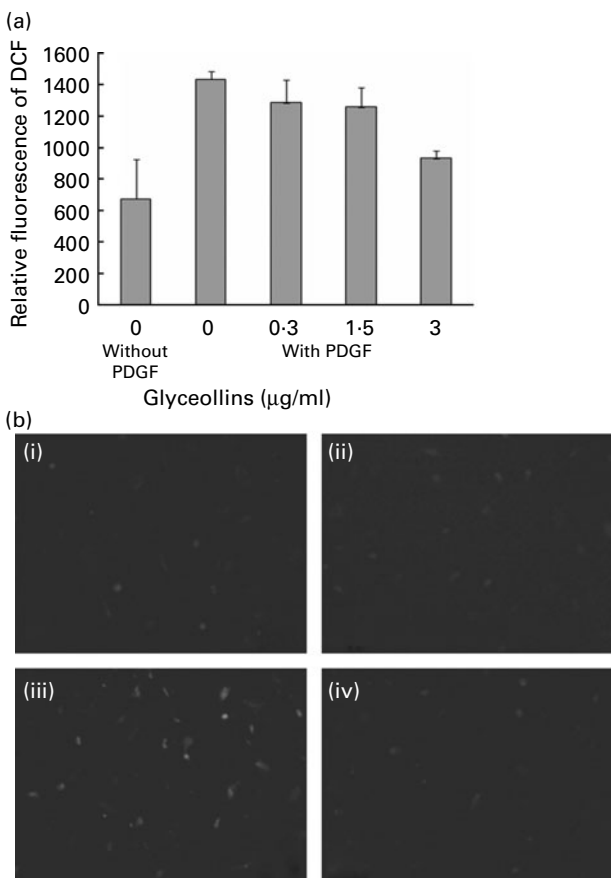 (a)
Relative fluorescence of DCF
1600
1400
1200
1000
800
600
400
200
0
0 0 0·3 1·5 3
Without PDGF With PDGF
Glyceollins (μg/ml)
(b)
(i) (ii)
(iii) (iv)